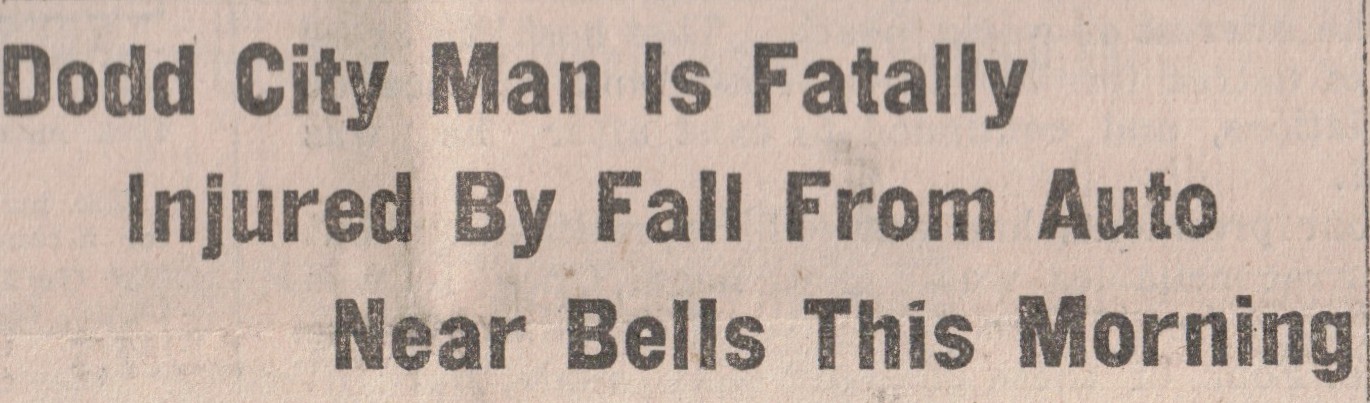 Dodd City Man Is Fatally
Injured By Fall From Auto
Near Bells This Morning